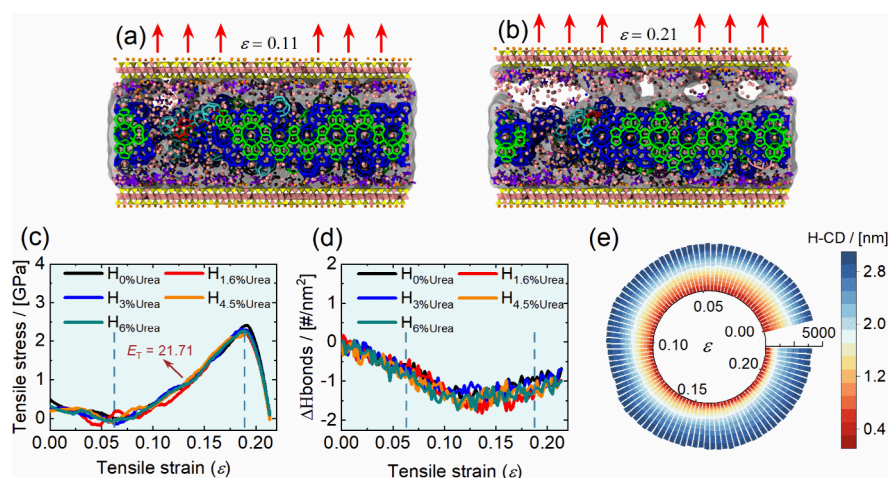 (a)
ε = 0.11
(b)
ε = 0.21
(c)
Tensile stress / [GPa]
4
3
2
1
0
-1
H0%Urea
H1.6%Urea
H3%Urea
H4.5%Urea
H6%Urea
ET = 21.71
0.00 0.05 0.10 0.15 0.20
Tensile strain (ε)
(d)
ΔHbonds / [#/nm²]
2
1
0
-1
-2
H0%Urea
H1.6%Urea
H3%Urea
H4.5%Urea
H6%Urea
0.00 0.05 0.10 0.15 0.20
Tensile strain (ε)
(e)
H-CD / [nm]
2.8
2.0
1.2
0.4
0.05
0.00
5000
0.10
ε
0.20
0.15